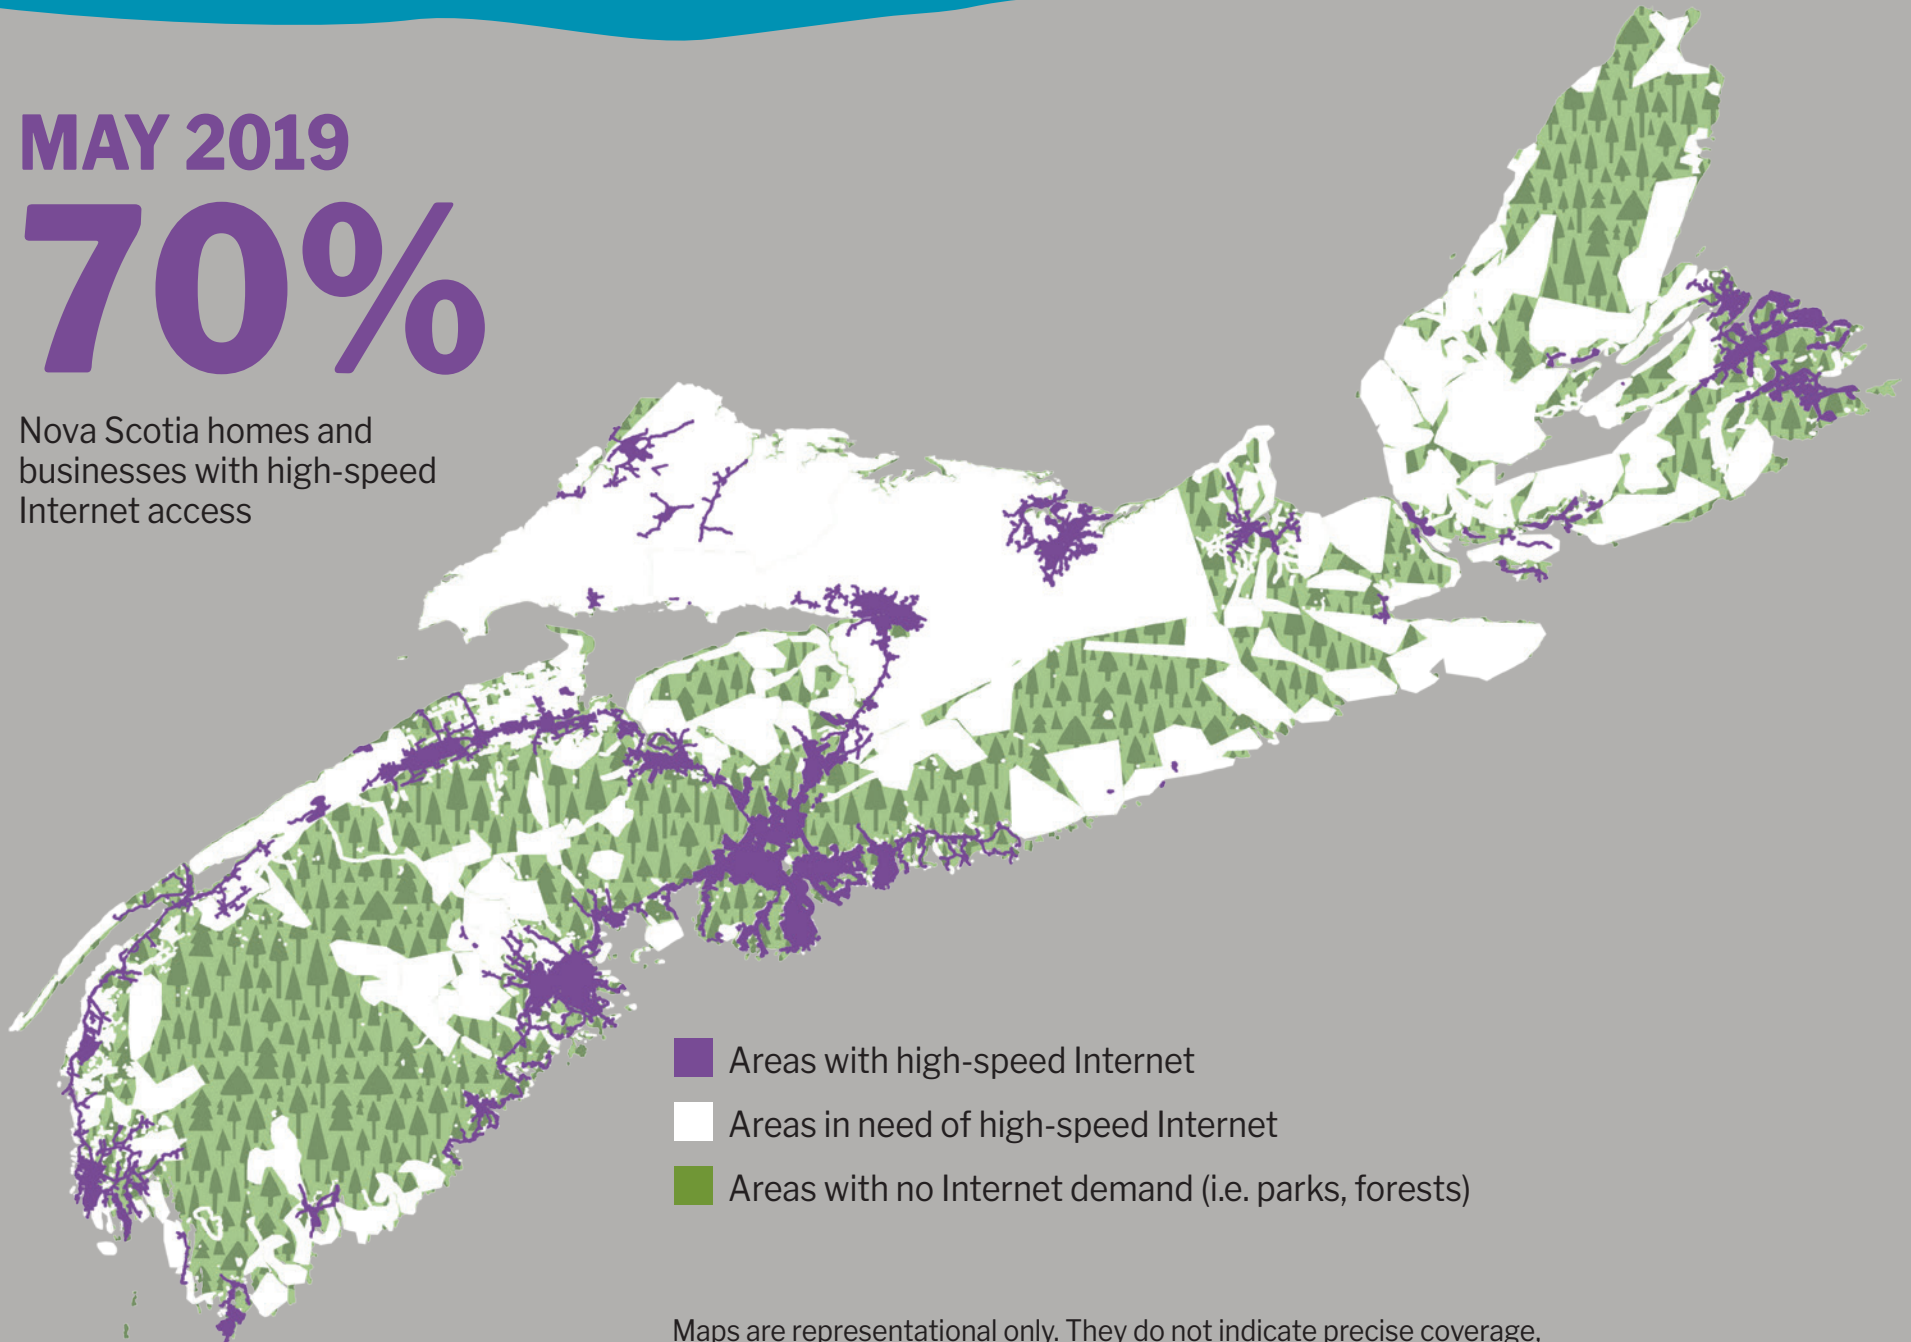 MAY 2019
70%
Nova Scotia homes and
businesses with high-speed
Internet access
Areas with high-speed Internet
Areas in need of high-speed Internet
Areas with no Internet demand (i.e. parks, forests)
Maps are representational only. They do not indicate precise coverage,